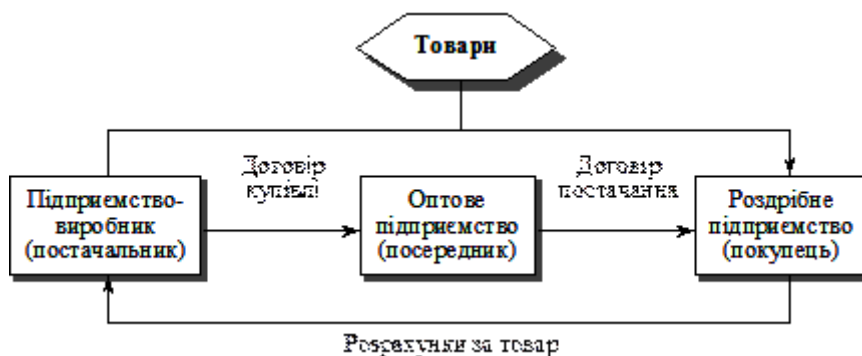 Товари
Договір
купівлі
Договір
постачання
Підприємство-
виробник
(постачальник)
Оптове
підприємство
(посередник)
Роздрібне
підприємство
(покупець)
Розрахунки за товар